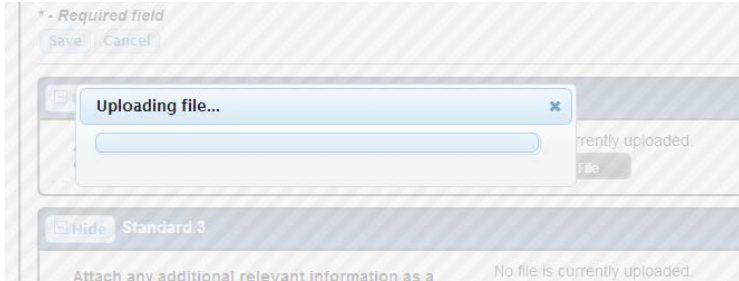 * - Required field
Save Cancel
Uploading file...
rrently uploaded.
File
Hide Standard 3
Attach any additional relevant information as a
No file is currently uploaded.